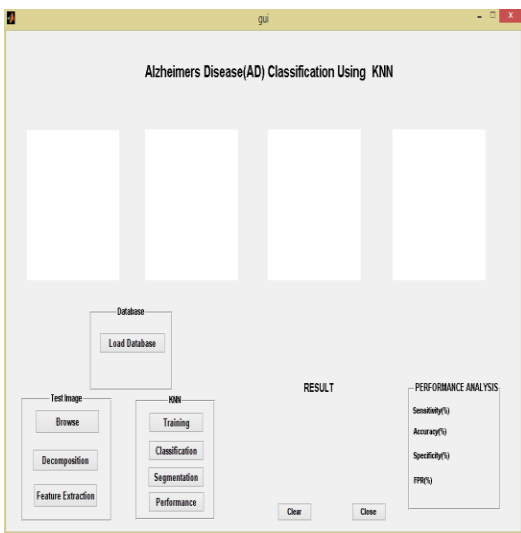 gui
Alzheimers Disease(AD) Classification Using KNN
Database
Load Database
Test Image
Browse
Decomposition
Feature Extraction
KNN
Training
Classification
Segmentation
Performance
RESULT
Clear
Close
PERFORMANCE ANALYSIS
Sensitivity(%)
Accuracy(%)
Specificity(%)
FPR(%)